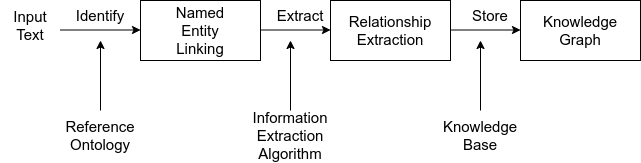 Input
Text
Identify
Named
Entity
Linking
Extract
Relationship
Extraction
Store
Knowledge
Graph
Reference
Ontology
Information
Extraction
Algorithm
Knowledge
Base